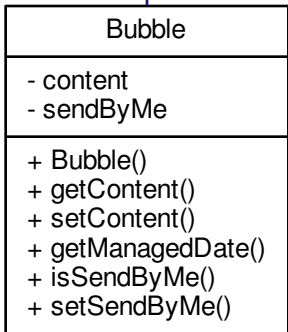 Bubble
- content
- sendByMe
+ Bubble()
+ getContent()
+ setContent()
+ getManagedDate()
+ isSendByMe()
+ setSendByMe()